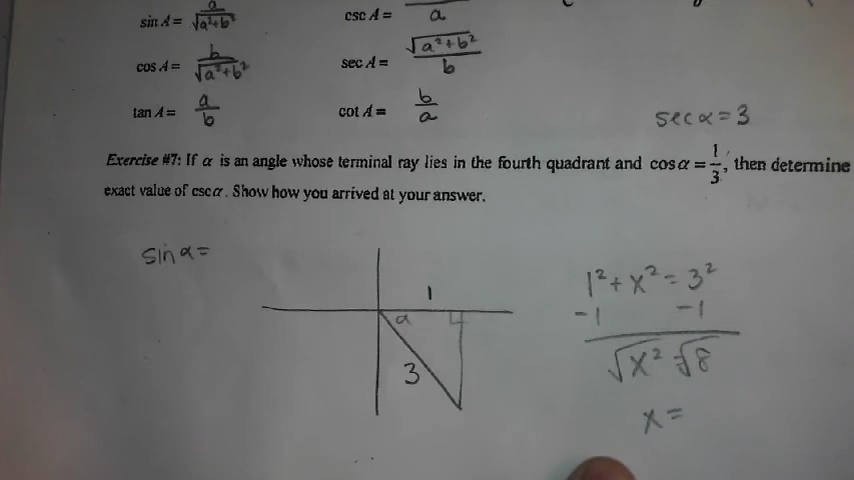 sin A = a/√a²+b² csc A = a
cos A = b/√a²+b² sec A = √a²+b²/b
tan A = a/b cot A = b/a
sec α = 3
Exercise #7: If α is an angle whose terminal ray lies in the fourth quadrant and cos α = 1/3, then determine
exact value of csc α. Show how you arrived at your answer.
sin α =
1
α
3
1² + x² = 3²
-1 -1
√x² = √8
x =